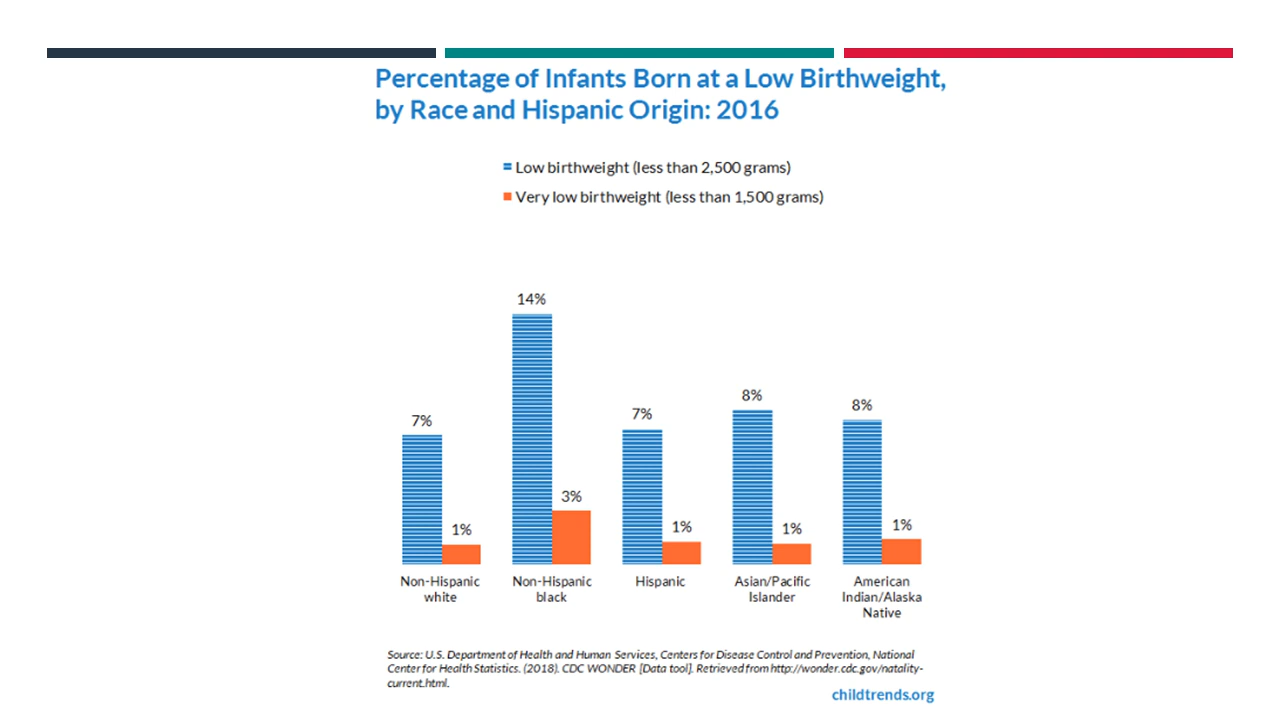 Percentage of Infants Born at a Low Birthweight,
by Race and Hispanic Origin: 2016
Low birthweight (less than 2,500 grams)
Very low birthweight (less than 1,500 grams)
7%
1%
14%
3%
7%
1%
8%
1%
8%
1%
Non-Hispanic
white
Non-Hispanic
black
Hispanic
Asian/Pacific
Islander
American
Indian/Alaska
Native
Source: U.S. Department of Health and Human Services, Centers for Disease Control and Prevention, National
Center for Health Statistics. (2018). CDC WONDER [Data tool]. Retrieved from http://wonder.cdc.gov/natality-
current.html.
childtrends.org